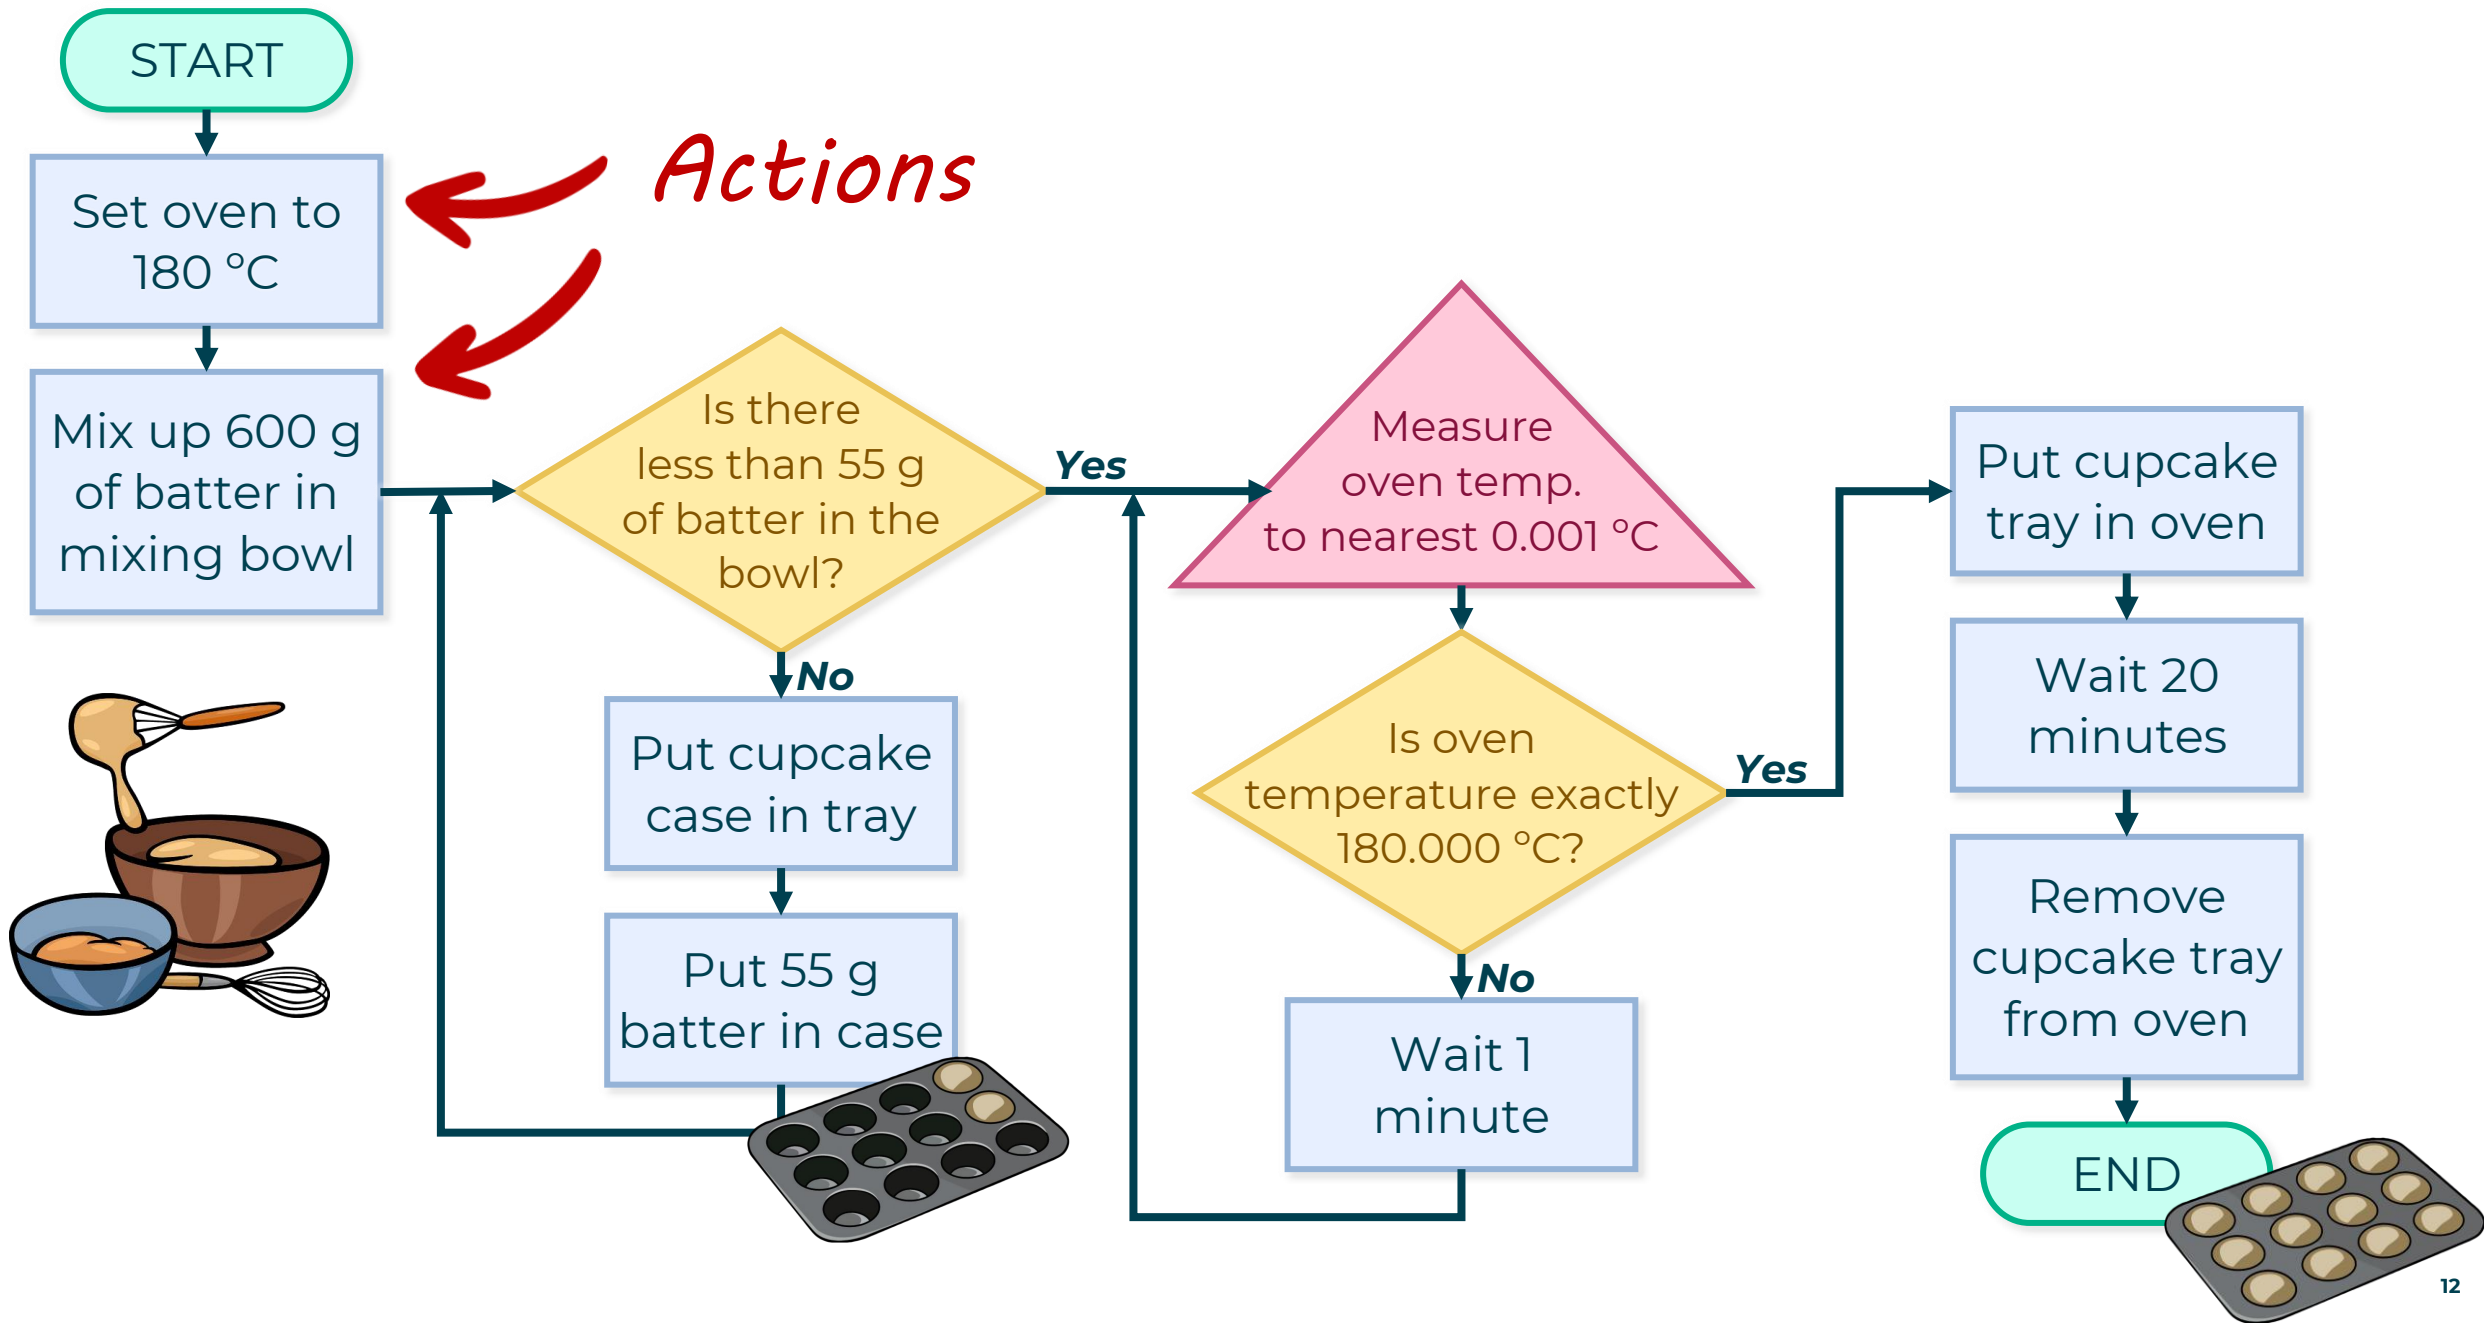 START
Set oven to
180 °C
Mix up 600 g
of batter in
mixing bowl
Actions
Is there
less than 55 g
of batter in the
bowl?
Yes
No
Put cupcake
case in tray
Put 55 g
batter in case
Measure
oven temp.
to nearest 0.001 °C
Is oven
temperature exactly
180.000 °C?
Yes
No
Wait 1
minute
Put cupcake
tray in oven
Wait 20
minutes
Remove
cupcake tray
from oven
END
12